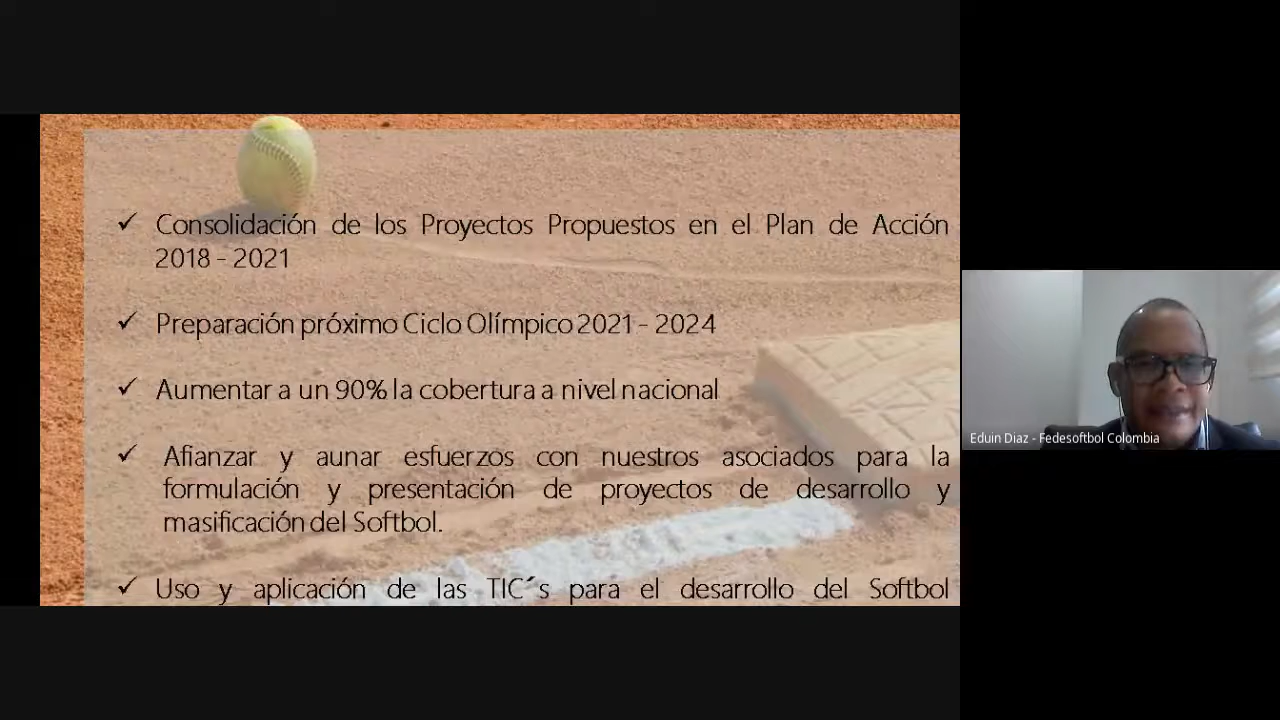 ✓ Consolidación de los Proyectos Propuestos en el Plan de Acción
2018 - 2021
✓ Preparación próximo Ciclo Olímpico 2021 - 2024
✓ Aumentar a un 90% la cobertura a nivel nacional
✓ Afianzar y aunar esfuerzos con nuestros asociados para la
formulación y presentación de proyectos de desarrollo y
masificación del Softbol.
✓ Uso y aplicación de las TIC´s para el desarrollo del Softbol
Eduin Diaz - Fedesoftbol Colombia